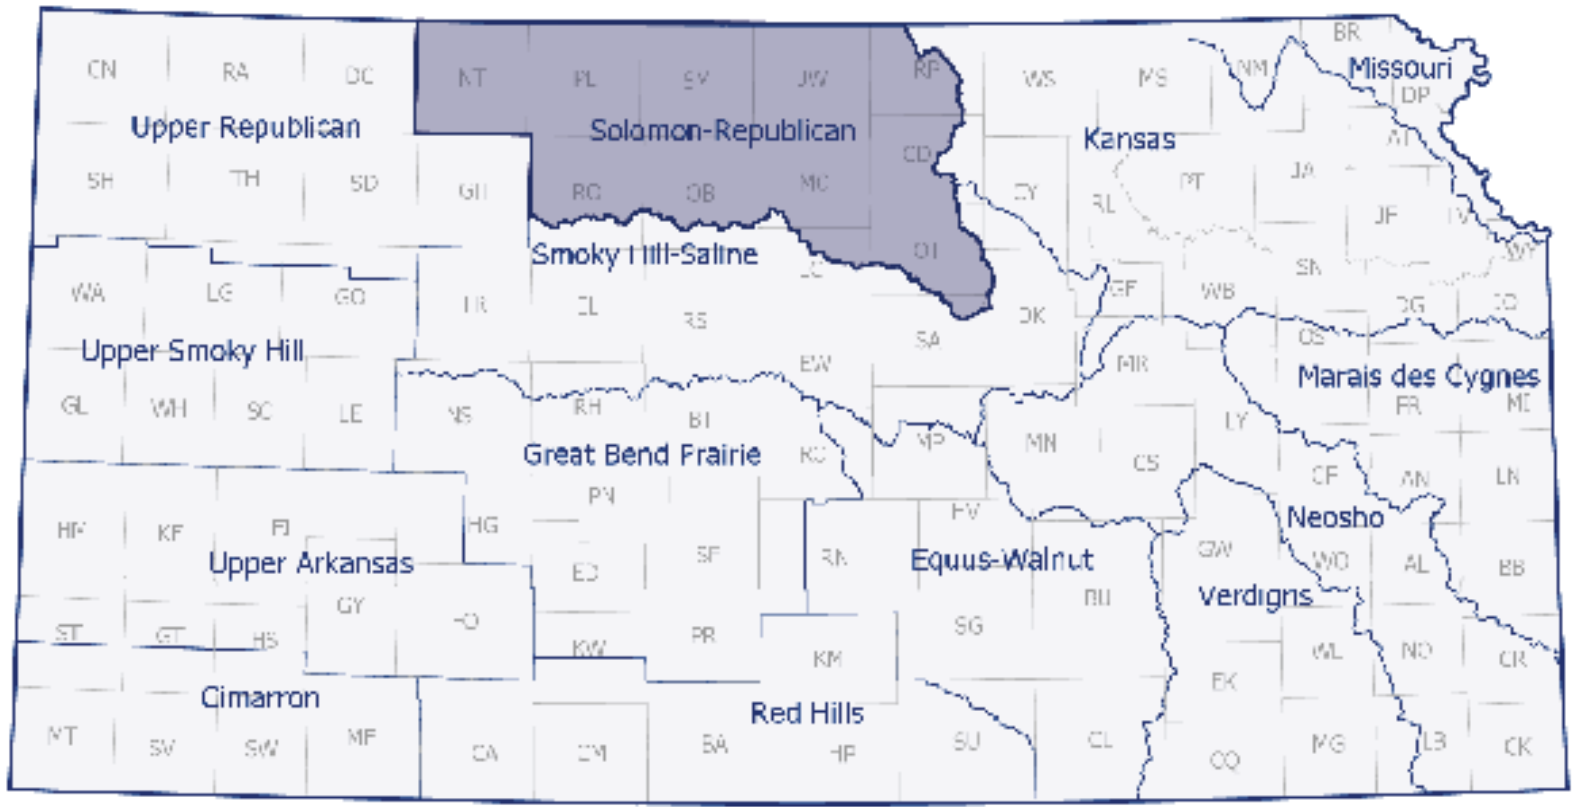 BR
CN
RA
DC
NT
PL
SM
JW
RP
WS
MS
NM
Missouri
DP
Upper Republican
Solomon-Republican
Kansas
AT
SH
TH
SD
GH
RO
OB
MC
CD
CY
RL
PT
JA
JF
LV
WY
Smoky Hill-Saline
OT
WA
LG
GO
TR
EL
RS
LC
SA
DK
GE
WB
SN
DG
JO
Upper Smoky Hill
EW
MR
OS
Marais des Cygnes
GL
WH
SC
LE
NS
RH
BT
LY
FR
MI
Great Bend Prairie
RC
MP
MN
CS
CF
AN
LN
HM
KE
FI
HG
PN
SF
RN
HV
Neosho
Upper Arkansas
ED
Equus-Walnut
GW
WO
AL
BB
Verdigris
BU
ST
GT
HS
GY
FO
KW
PR
SG
KM
WL
NO
CR
Cimarron
EK
Red Hills
MT
SV
SW
ME
CA
CM
BA
HP
SU
CL
CQ
MG
LB
CK